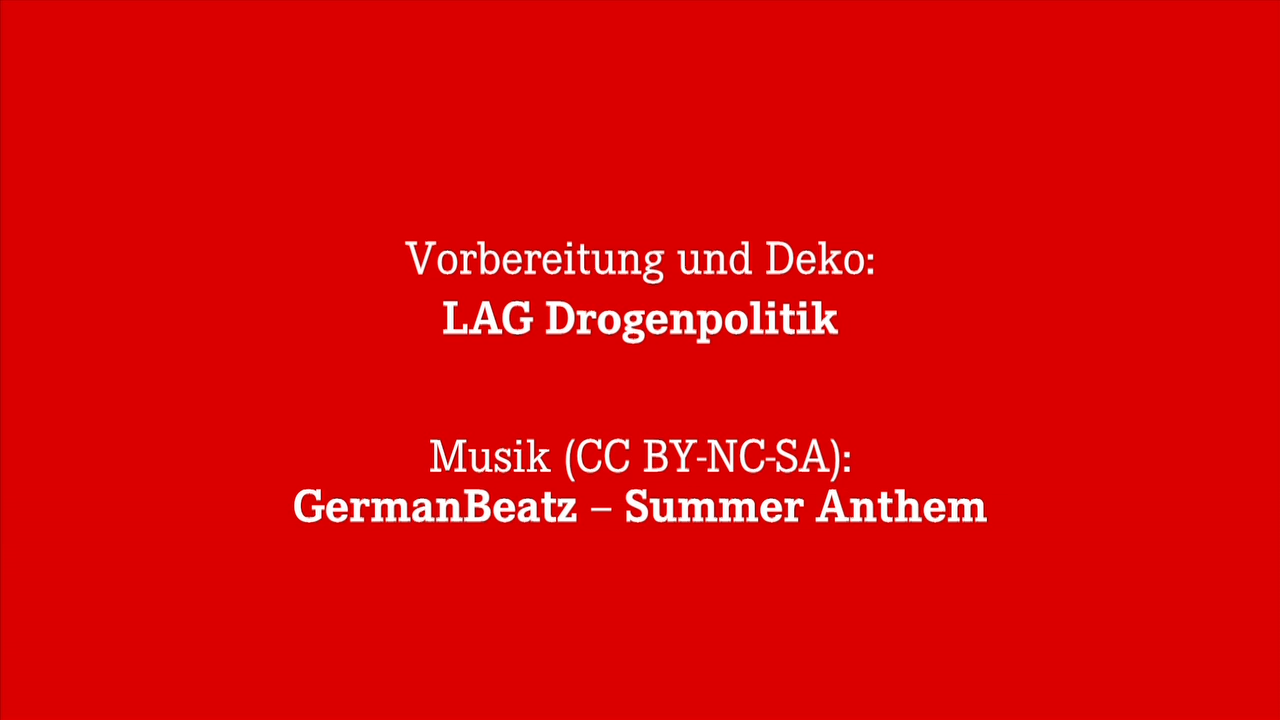 Vorbereitung und Deko:
LAG Drogenpolitik
Musik (CC BY-NC-SA):
GermanBeatz – Summer Anthem